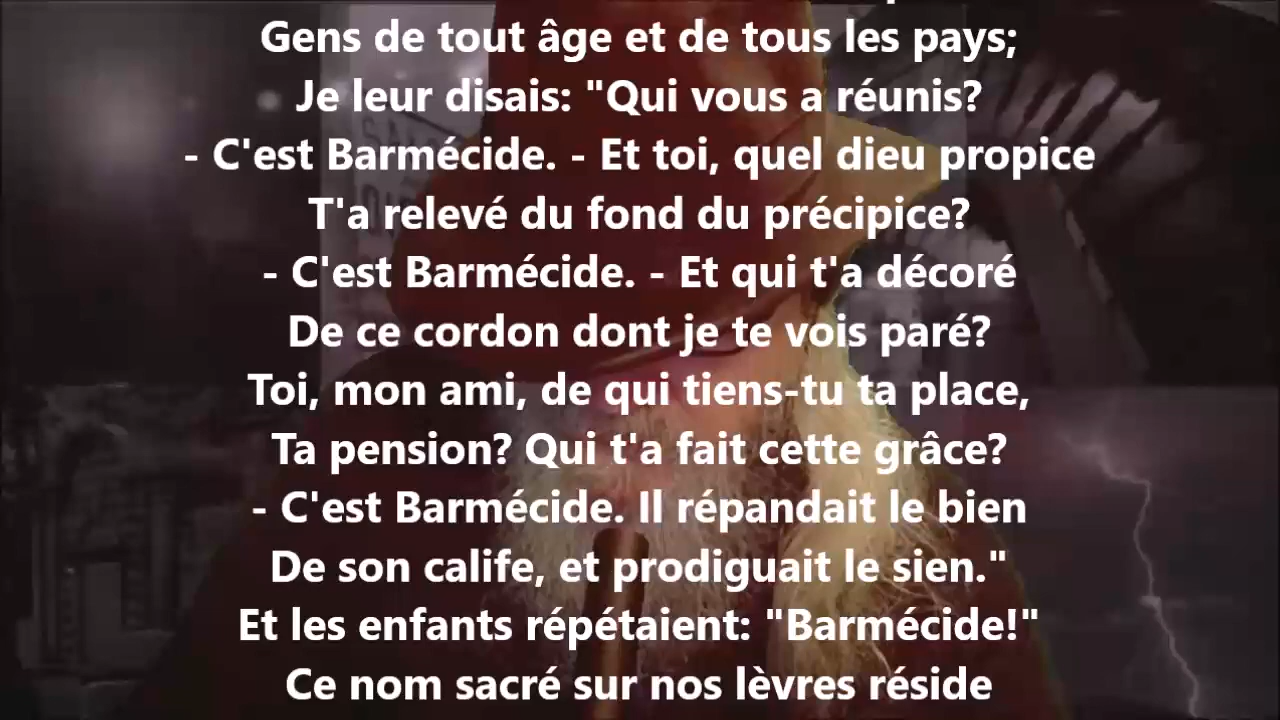 Gens de tout âge et de tous les pays;
Je leur disais: "Qui vous a réunis?
- C'est Barmécide. - Et toi, quel dieu propice
T'a relevé du fond du précipice?
- C'est Barmécide. - Et qui t'a décoré
De ce cordon dont je te vois paré?
Toi, mon ami, de qui tiens-tu ta place,
Ta pension? Qui t'a fait cette grâce?
- C'est Barmécide. Il répandait le bien
De son calife, et prodiguait le sien."
Et les enfants répétaient: "Barmécide!"
Ce nom sacré sur nos lèvres réside